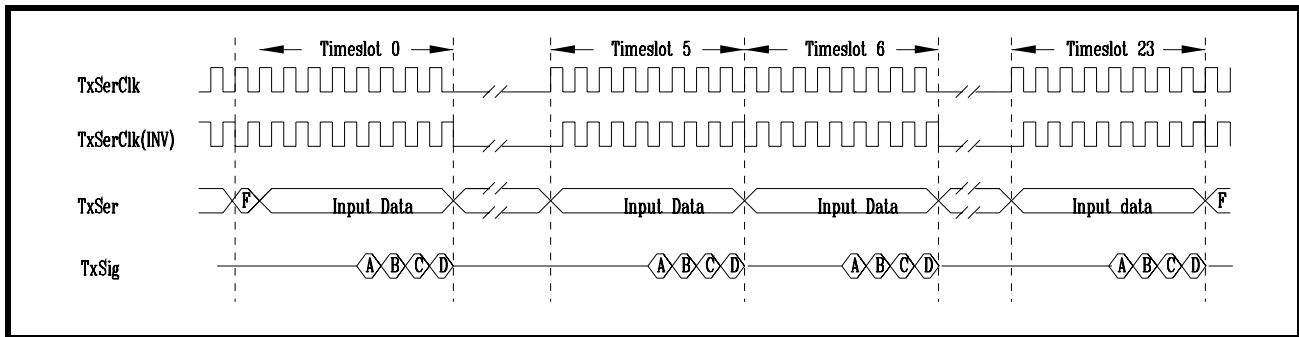 Timeslot 0 Timeslot 5 Timeslot 6 Timeslot 23
TxSerClk
TxSerClk(INV)
TxSer F Input Data Input Data Input Data Input data F
TxSig A B C D A B C D A B C D A B C D